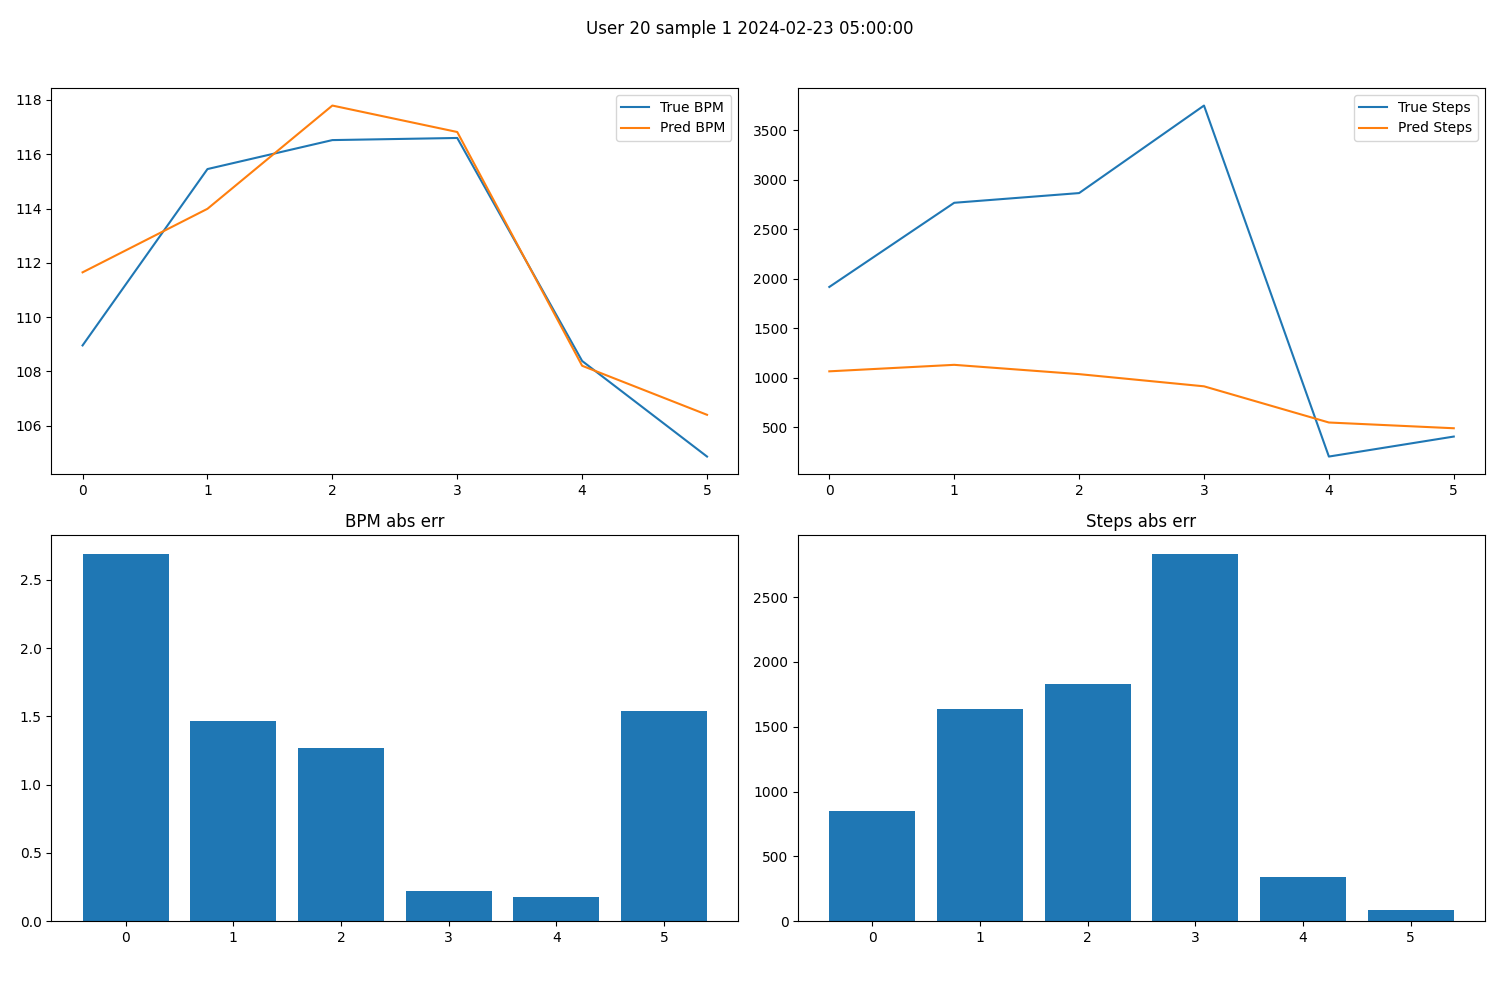 User 20 sample 1 2024-02-23 05:00:00
118
116
114
112
110
108
106
0 1 2 3 4 5
True BPM
Pred BPM
3500
3000
2500
2000
1500
1000
500
0 1 2 3 4 5
True Steps
Pred Steps
BPM abs err
2.5
2.0
1.5
1.0
0.5
0.0
0 1 2 3 4 5
Steps abs err
2500
2000
1500
1000
500
0
0 1 2 3 4 5